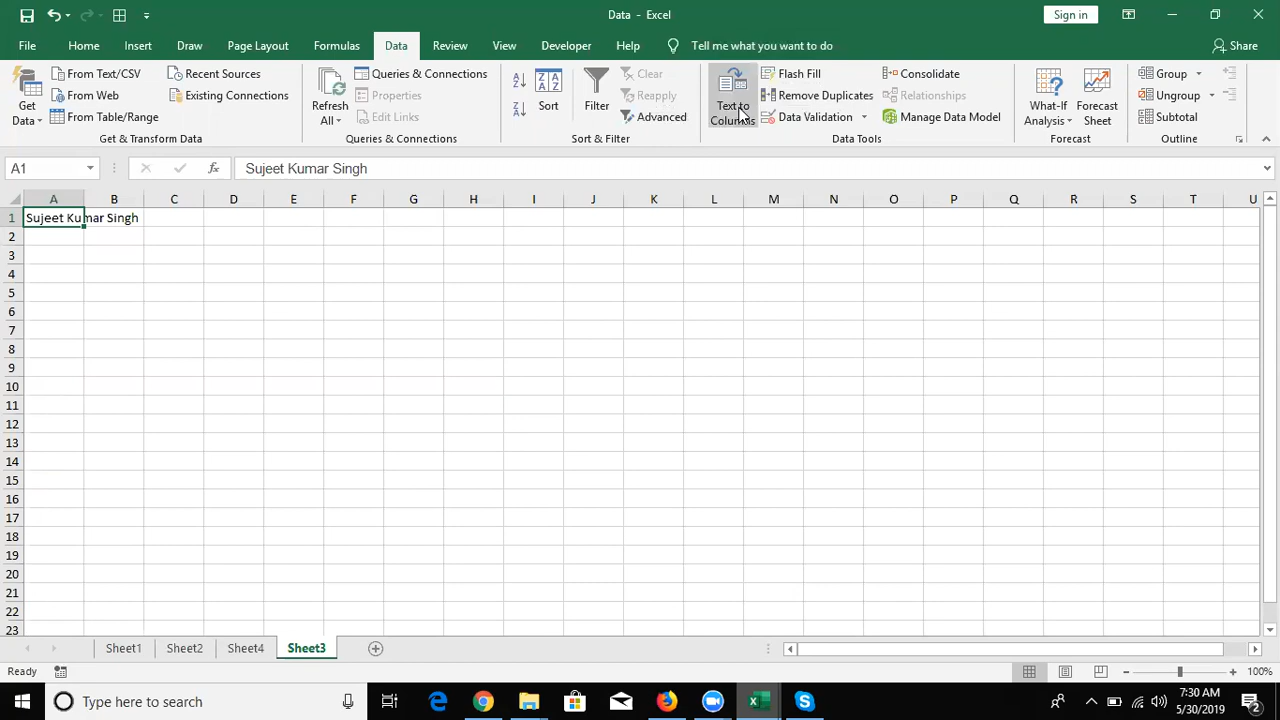 Data - Excel
Sign in
File Home Insert Draw Page Layout Formulas Data Review View Developer Help Tell me what you want to do Share
Get Data
From Text/CSV
From Web
From Table/Range
Recent Sources
Existing Connections
Get & Transform Data
Refresh All
Queries & Connections
Properties
Edit Links
Queries & Connections
Sort
Filter
Clear
Reapply
Advanced
Sort & Filter
Text to Columns
Flash Fill
Remove Duplicates
Data Validation
Consolidate
Relationships
Manage Data Model
Data Tools
What-If Analysis
Forecast Sheet
Forecast
Group
Ungroup
Subtotal
Outline
A1 fx Sujeet Kumar Singh
A B C D E F G H I J K L M N O P Q R S T U
1 Sujeet Kumar Singh
2
3
4
5
6
7
8
9
10
11
12
13
14
15
16
17
18
19
20
21
22
23
Sheet1 Sheet2 Sheet4 Sheet3
Ready 100%
Type here to search
7:30 AM
5/30/2019
2